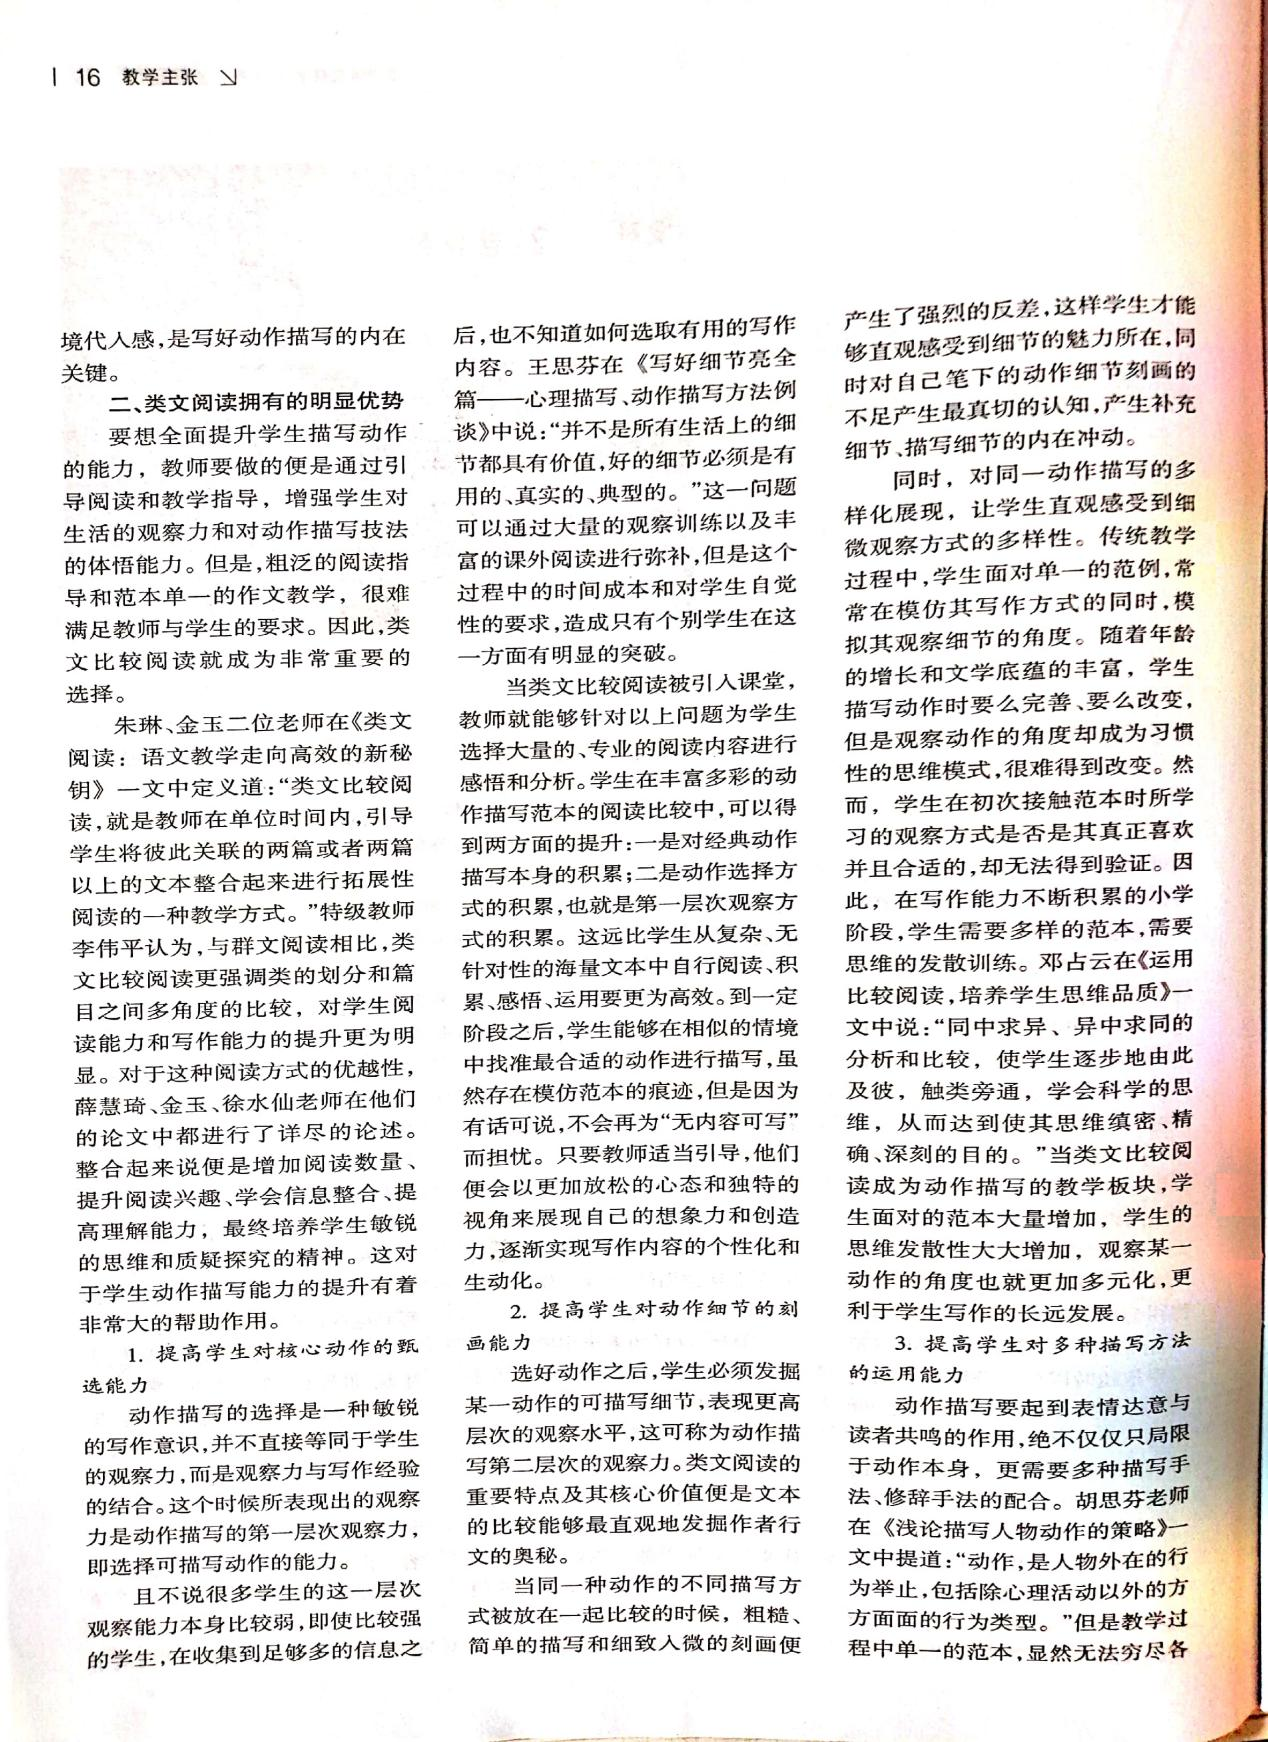 16 教学主张
境代入感,是写好动作描写的内在
关键。
二、类文阅读拥有的明显优势
要想全面提升学生描写动作
的能力，教师要做的便是通过引
导阅读和教学指导，增强学生对
生活的观察力和对动作描写技法
的体悟能力。但是,粗泛的阅读指
导和范本单一的作文教学，很难
满足教师与学生的要求。因此,类
文比较阅读就成为非常重要的
选择。
朱琳、金玉二位老师在《类文
阅读：语文教学走向高效的新秘
钥》一文中定义道:“类文比较阅
读,就是教师在单位时间内,引导
学生将彼此关联的两篇或者两篇
以上的文本整合起来进行拓展性
阅读的一种教学方式。”特级教师
李伟平认为,与群文阅读相比,类
文比较阅读更强调类的划分和篇
目之间多角度的比较，对学生阅
读能力和写作能力的提升更为明
显。对于这种阅读方式的优越性,
薛慧琦、金玉、徐水仙老师在他们
的论文中都进行了详尽的论述。
整合起来说便是增加阅读数量、
提升阅读兴趣、学会信息整合、提
高理解能力，最终培养学生敏锐
的思维和质疑探究的精神。这对
于学生动作描写能力的提升有着
非常大的帮助作用。
1. 提高学生对核心动作的甄
选能力
动作描写的选择是一种敏锐
的写作意识,并不直接等同于学生
的观察力,而是观察力与写作经验
的结合。这个时候所表现出的观察
力是动作描写的第一层次观察力,
即选择可描写动作的能力。
且不说很多学生的这一层次
观察能力本身比较弱,即使比较强
的学生,在收集到足够多的信息之
后,也不知道如何选取有用的写作
内容。王思芬在《写好细节亮全
篇——心理描写、动作描写方法例
谈》中说:“并不是所有生活上的细
节都具有价值,好的细节必须是有
用的、真实的、典型的。”这一问题
可以通过大量的观察训练以及丰
富的课外阅读进行弥补,但是这个
过程中的时间成本和对学生自觉
性的要求,造成只有个别学生在这
一方面有明显的突破。
当类文比较阅读被引入课堂,
教师就能够针对以上问题为学生
选择大量的、专业的阅读内容进行
感悟和分析。学生在丰富多彩的动
作描写范本的阅读比较中,可以得
到两方面的提升:一是对经典动作
描写本身的积累;二是动作选择方
式的积累,也就是第一层次观察方
式的积累。这远比学生从复杂、无
针对性的海量文本中自行阅读、积
累、感悟、运用要更为高效。到一定
阶段之后,学生能够在相似的情境
中找准最合适的动作进行描写,虽
然存在模仿范本的痕迹,但是因为
有话可说,不会再为“无内容可写”
而担忧。只要教师适当引导,他们
便会以更加放松的心态和独特的
视角来展现自己的想象力和创造
力,逐渐实现写作内容的个性化和
生动化。
2. 提高学生对动作细节的刻
画能力
选好动作之后,学生必须发掘
某一动作的可描写细节,表现更高
层次的观察水平,这可称为动作描
写第二层次的观察力。类文阅读的
重要特点及其核心价值便是文本
的比较能够最直观地发掘作者行
文的奥秘。
当同一种动作的不同描写方
式被放在一起比较的时候，粗糙、
简单的描写和细致入微的刻画便
产生了强烈的反差,这样学生才能
够直观感受到细节的魅力所在,同
时对自己笔下的动作细节刻画的
不足产生最真切的认知,产生补充
细节、描写细节的内在冲动。
同时，对同一动作描写的多
样化展现，让学生直观感受到细
微观察方式的多样性。传统教学
过程中,学生面对单一的范例,常
常在模仿其写作方式的同时,模
拟其观察细节的角度。随着年龄
的增长和文学底蕴的丰富，学生
描写动作时要么完善、要么改变,
但是观察动作的角度却成为习惯
性的思维模式,很难得到改变。然
而，学生在初次接触范本时所学
习的观察方式是否是其真正喜欢
并且合适的,却无法得到验证。因
此，在写作能力不断积累的小学
阶段,学生需要多样的范本,需要
思维的发散训练。邓占云在《运用
比较阅读,培养学生思维品质》一
文中说:“同中求异、异中求同的
分析和比较，使学生逐步地由此
及彼，触类旁通，学会科学的思
维，从而达到使其思维缜密、精
确、深刻的目的。”当类文比较阅
读成为动作描写的教学板块,学
生面对的范本大量增加，学生的
思维发散性大大增加，观察某一
动作的角度也就更加多元化,更
利于学生写作的长远发展。
3. 提高学生对多种描写方法
的运用能力
动作描写要起到表情达意与
读者共鸣的作用,绝不仅仅只局限
于动作本身，更需要多种描写手
法、修辞手法的配合。胡思芬老师
在《浅论描写人物动作的策略》一
文中提道:“动作,是人物外在的行
为举止,包括除心理活动以外的方
方面面的行为类型。”但是教学过
程中单一的范本,显然无法穷尽各